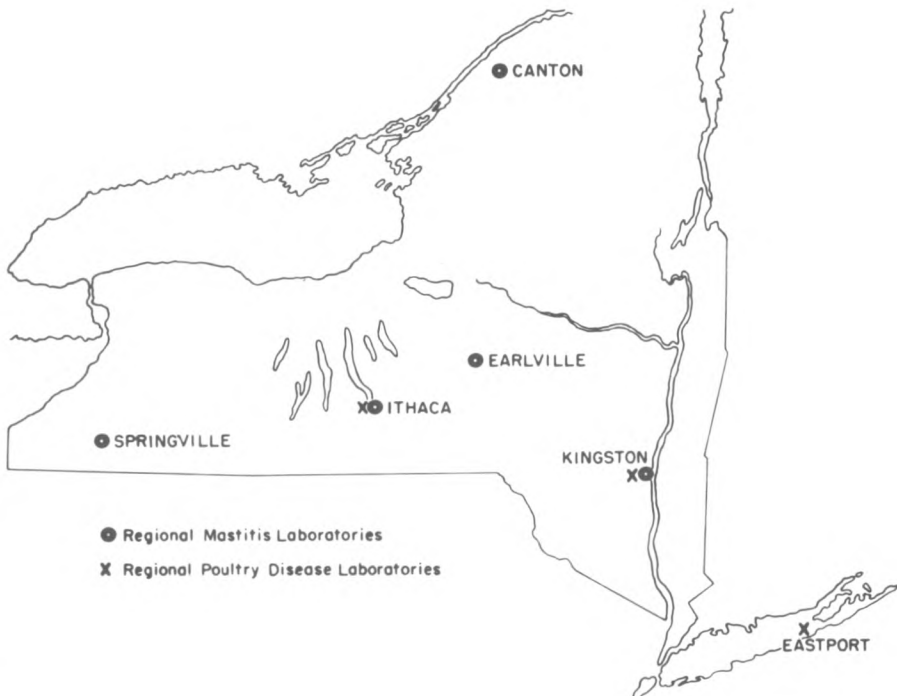 CANTON
EARLVILLE
ITHACA
SPRINGVILLE
KINGSTON
Regional Mastitis Laboratories
X Regional Poultry Disease Laboratories
EASTPORT